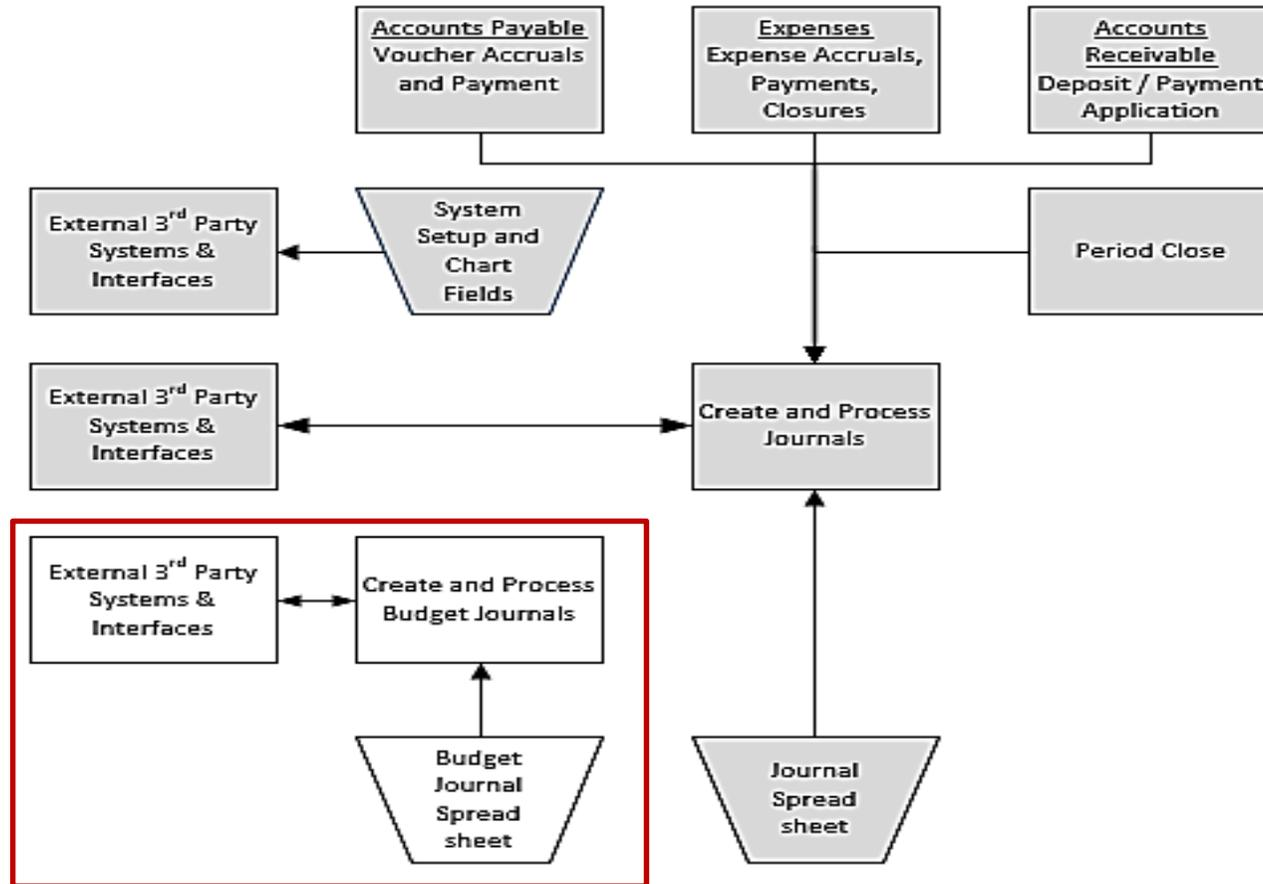 Accounts Payable
Voucher Accruals
and Payment
Expenses
Expense Accruals,
Payments,
Closures
Accounts
Receivable
Deposit / Payment
Application
External 3rd Party
Systems &
Interfaces
System
Setup and
Chart
Fields
Period Close
External 3rd Party
Systems &
Interfaces
Create and Process
Journals
External 3rd Party
Systems &
Interfaces
Create and Process
Budget Journals
Budget
Journal
Spread
sheet
Journal
Spread
sheet